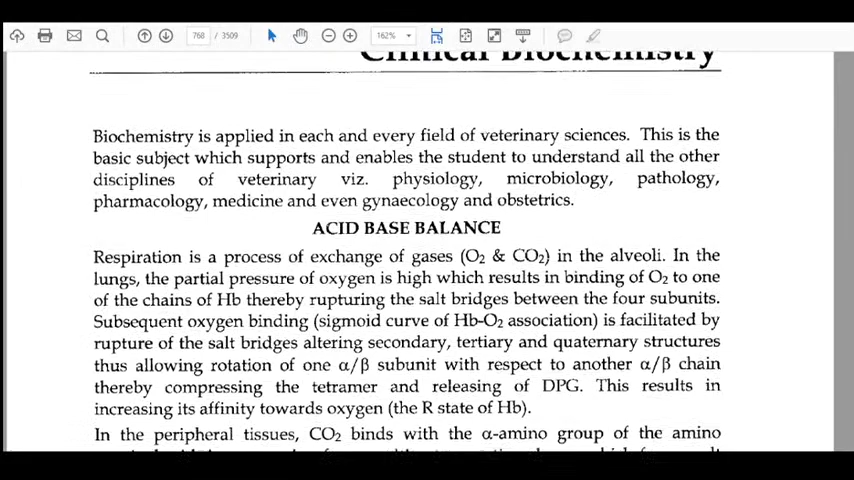 768 / 3509
162%
Clinical Biochemistry
Biochemistry is applied in each and every field of veterinary sciences. This is the
basic subject which supports and enables the student to understand all the other
disciplines of veterinary viz. physiology, microbiology, pathology,
pharmacology, medicine and even gynaecology and obstetrics.
ACID BASE BALANCE
Respiration is a process of exchange of gases (O₂ & CO₂) in the alveoli. In the
lungs, the partial pressure of oxygen is high which results in binding of O₂ to one
of the chains of Hb thereby rupturing the salt bridges between the four subunits.
Subsequent oxygen binding (sigmoid curve of Hb-O₂ association) is facilitated by
rupture of the salt bridges altering secondary, tertiary and quaternary structures
thus allowing rotation of one α/β subunit with respect to another α/β chain
thereby compressing the tetramer and releasing of DPG. This results in
increasing its affinity towards oxygen (the R state of Hb).
In the peripheral tissues, CO₂ binds with the α-amino group of the amino